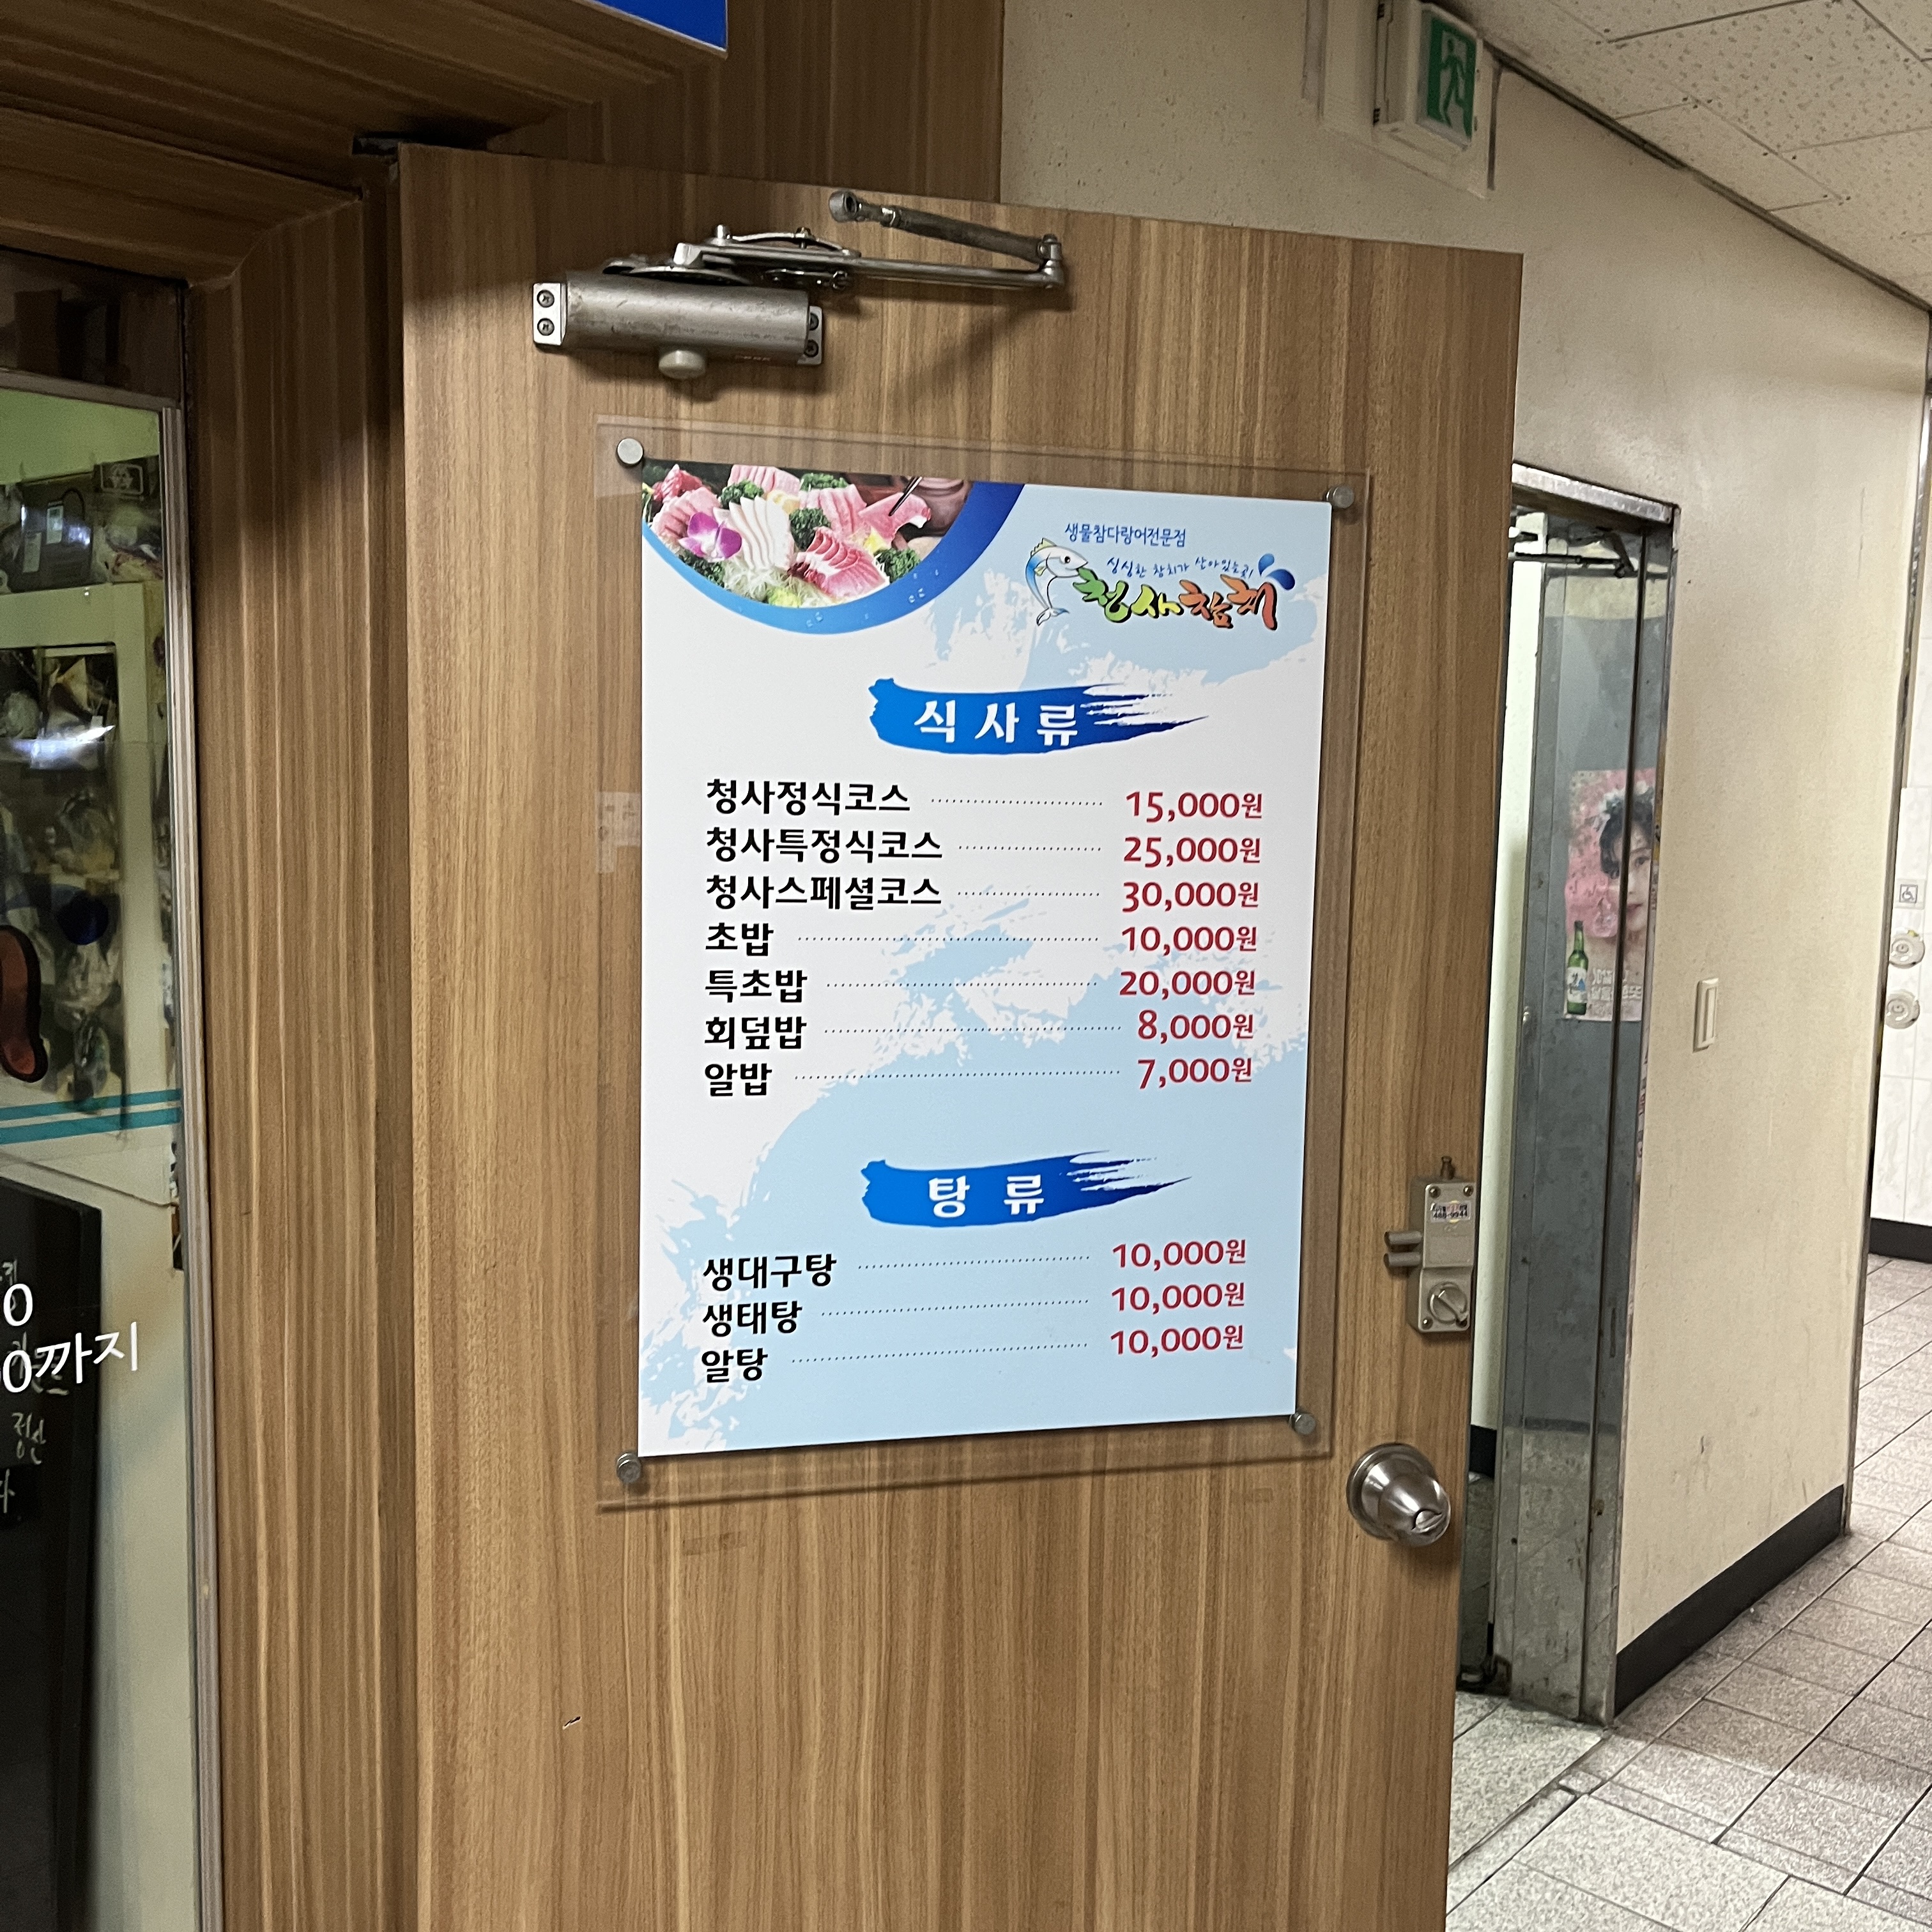 생물참다랑어전문점
싱싱한 참치가 살아있는곳
청사참치
식사류
청사정식코스 15,000원
청사특정식코스 25,000원
청사스페셜코스 30,000원
초밥 10,000원
특초밥 20,000원
회덮밥 8,000원
알밥 7,000원
탕류
생대구탕 10,000원
생태탕 10,000원
알탕 10,000원
0
0까지